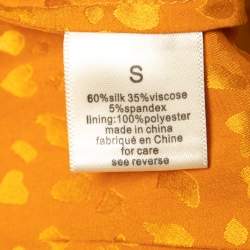 S
60%silk 35%viscose
5%spandex
lining:100%polyester
made in china
fabriqué en Chine
for care
see reverse